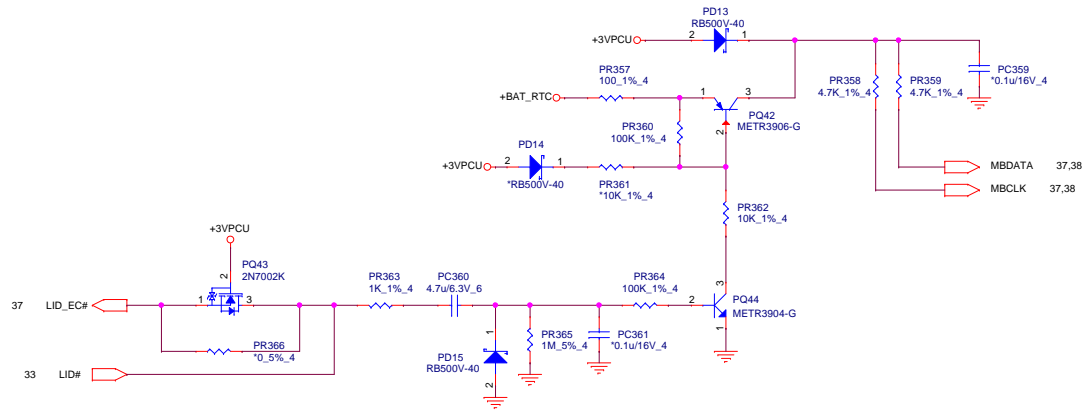 PD13
RB500V-40
+3VPCU
2
1
PR357
100_1%_4
+BAT_RTC
1
3
PQ42
METR3906-G
2
PR358
4.7K_1%_4
PR359
4.7K_1%_4
PC359
*0.1u/16V_4
PR360
100K_1%_4
PD14
+3VPCU
2
1
*RB500V-40
PR361
*10K_1%_4
MBDATA 37,38
MBCLK 37,38
PR362
10K_1%_4
+3VPCU
PQ43
2N7002K
2
1
3
37 LID_EC#
PR363
1K_1%_4
PC360
4.7u/6.3V_6
PR364
100K_1%_4
2
3
PQ44
METR3904-G
1
PR366
*0_5%_4
1
PD15
RB500V-40
2
PR365
1M_5%_4
PC361
*0.1u/16V_4
33 LID#